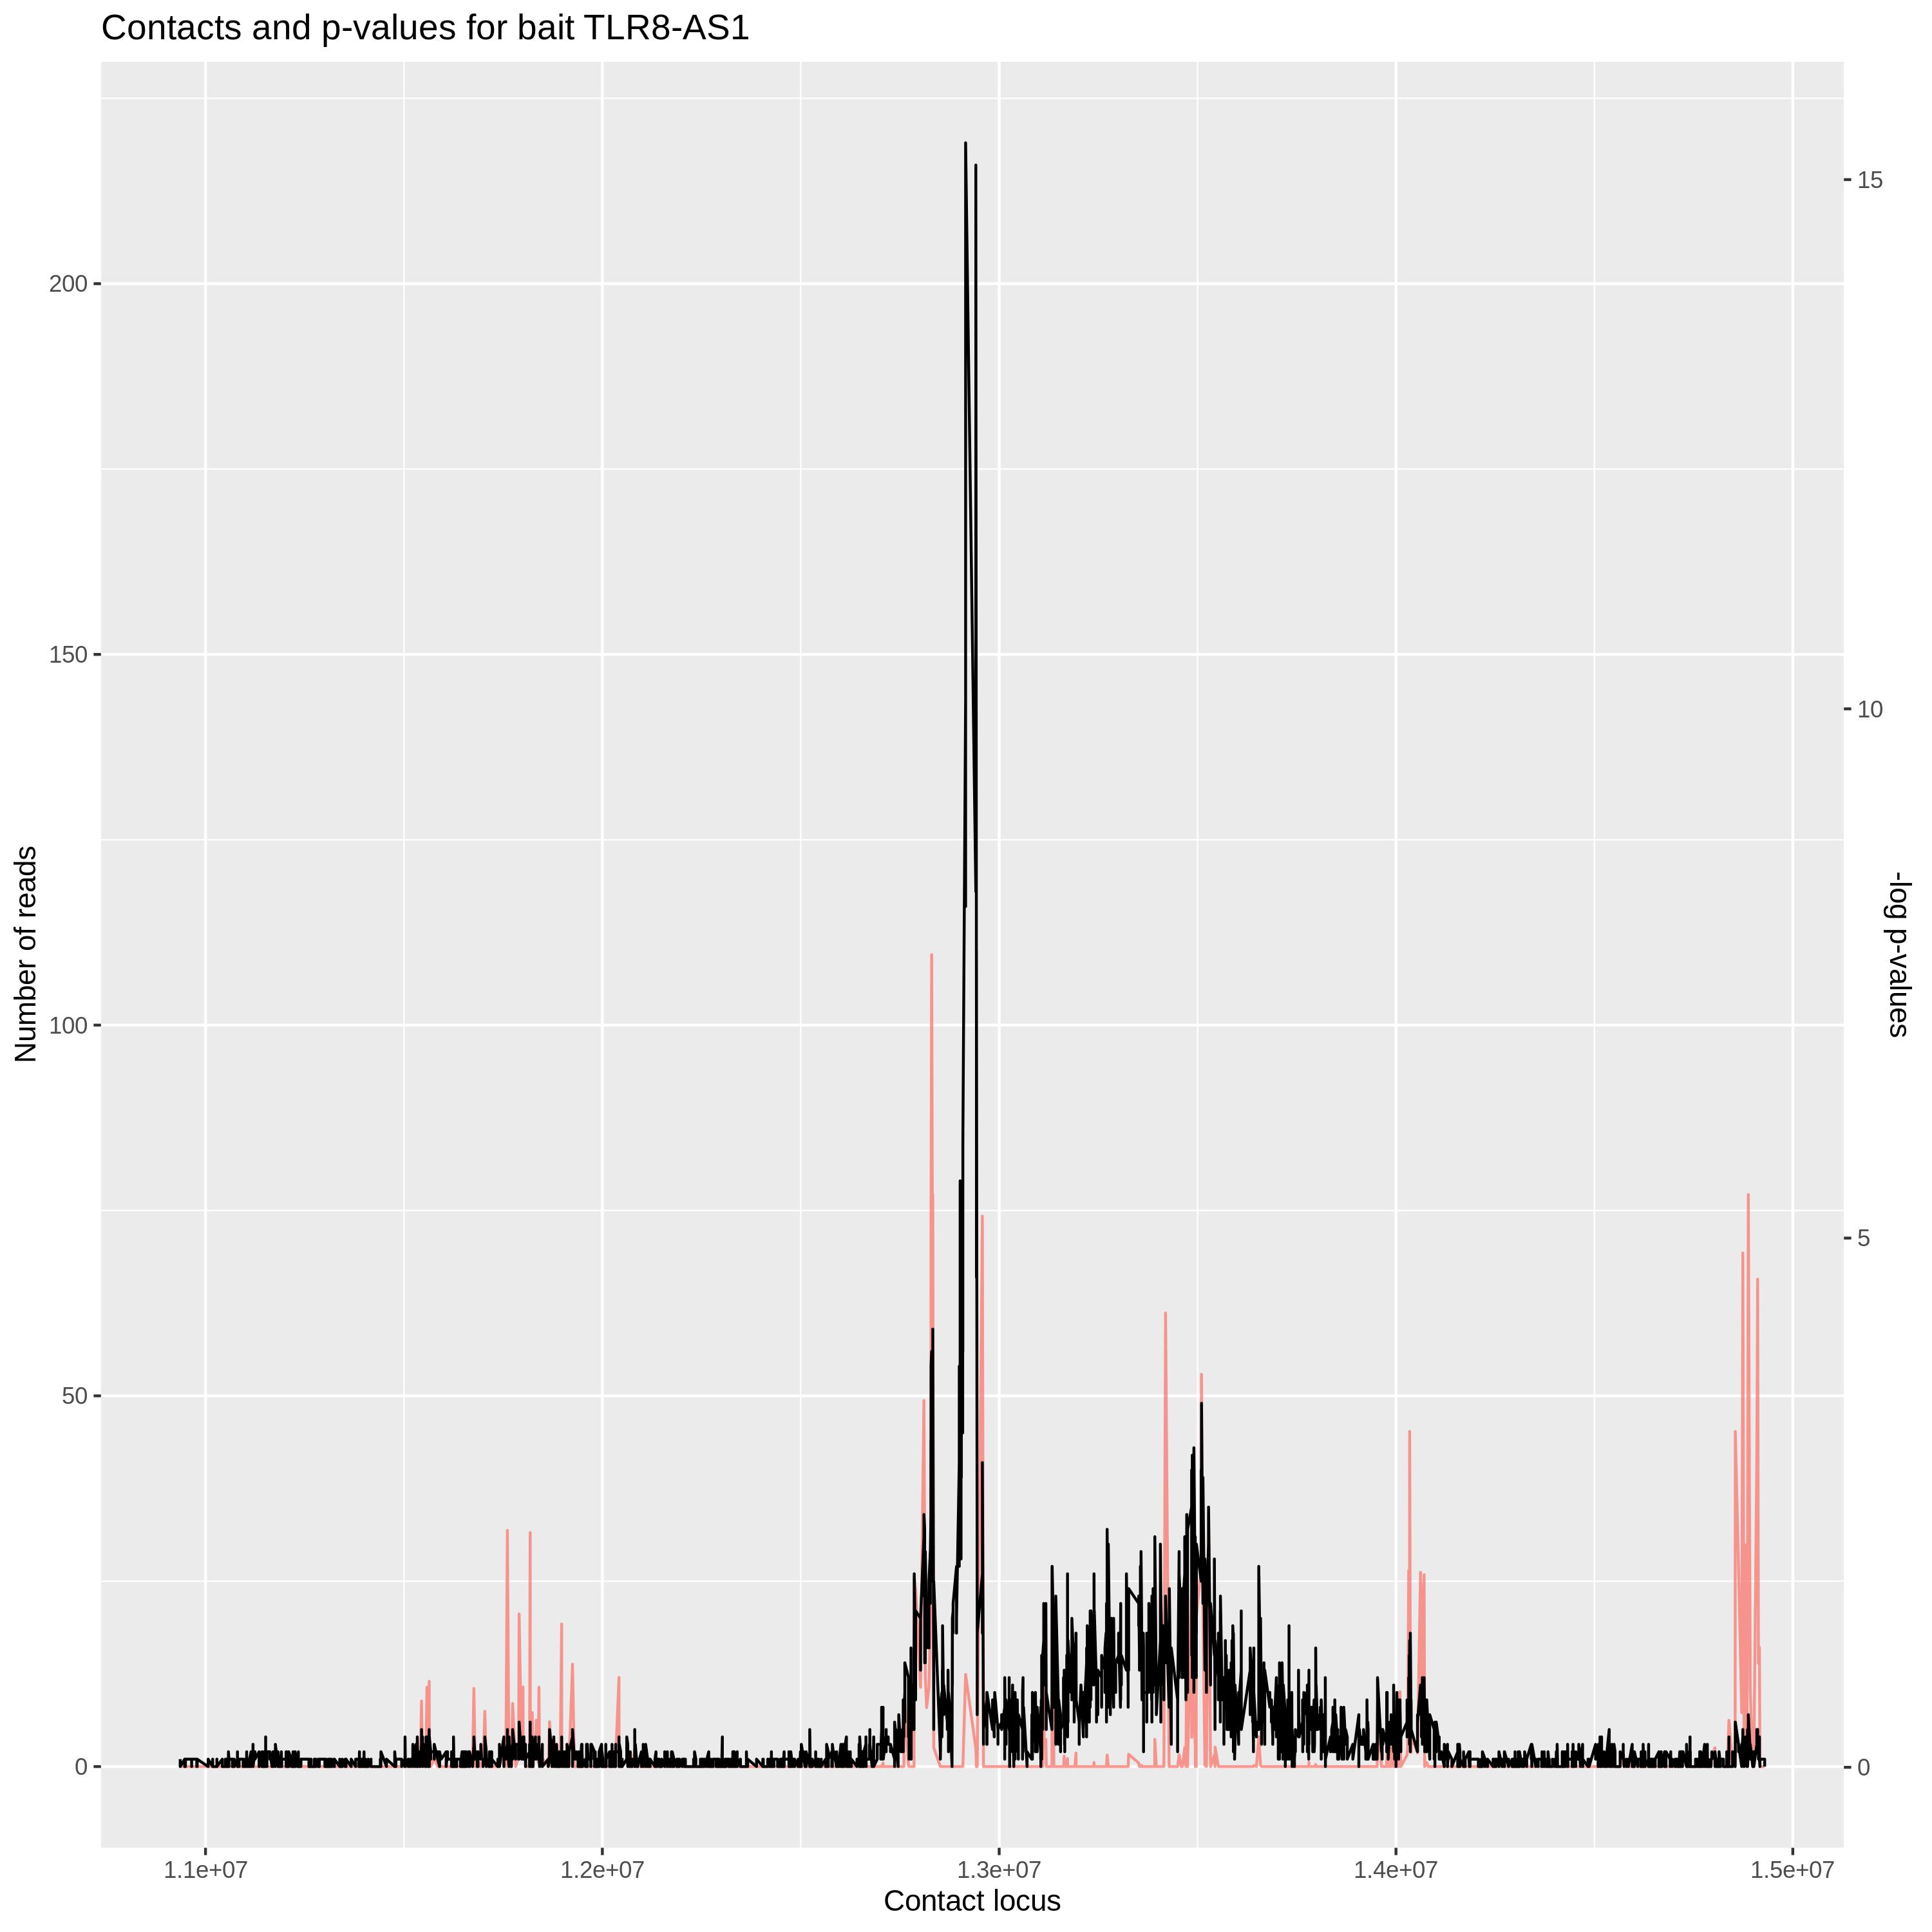 Contacts and p-values for bait TLR8-AS1
200
150
100
50
0
15
10
5
0
Number of reads
-log p-values
1.1e+07
1.2e+07
1.3e+07
1.4e+07
1.5e+07
Contact locus